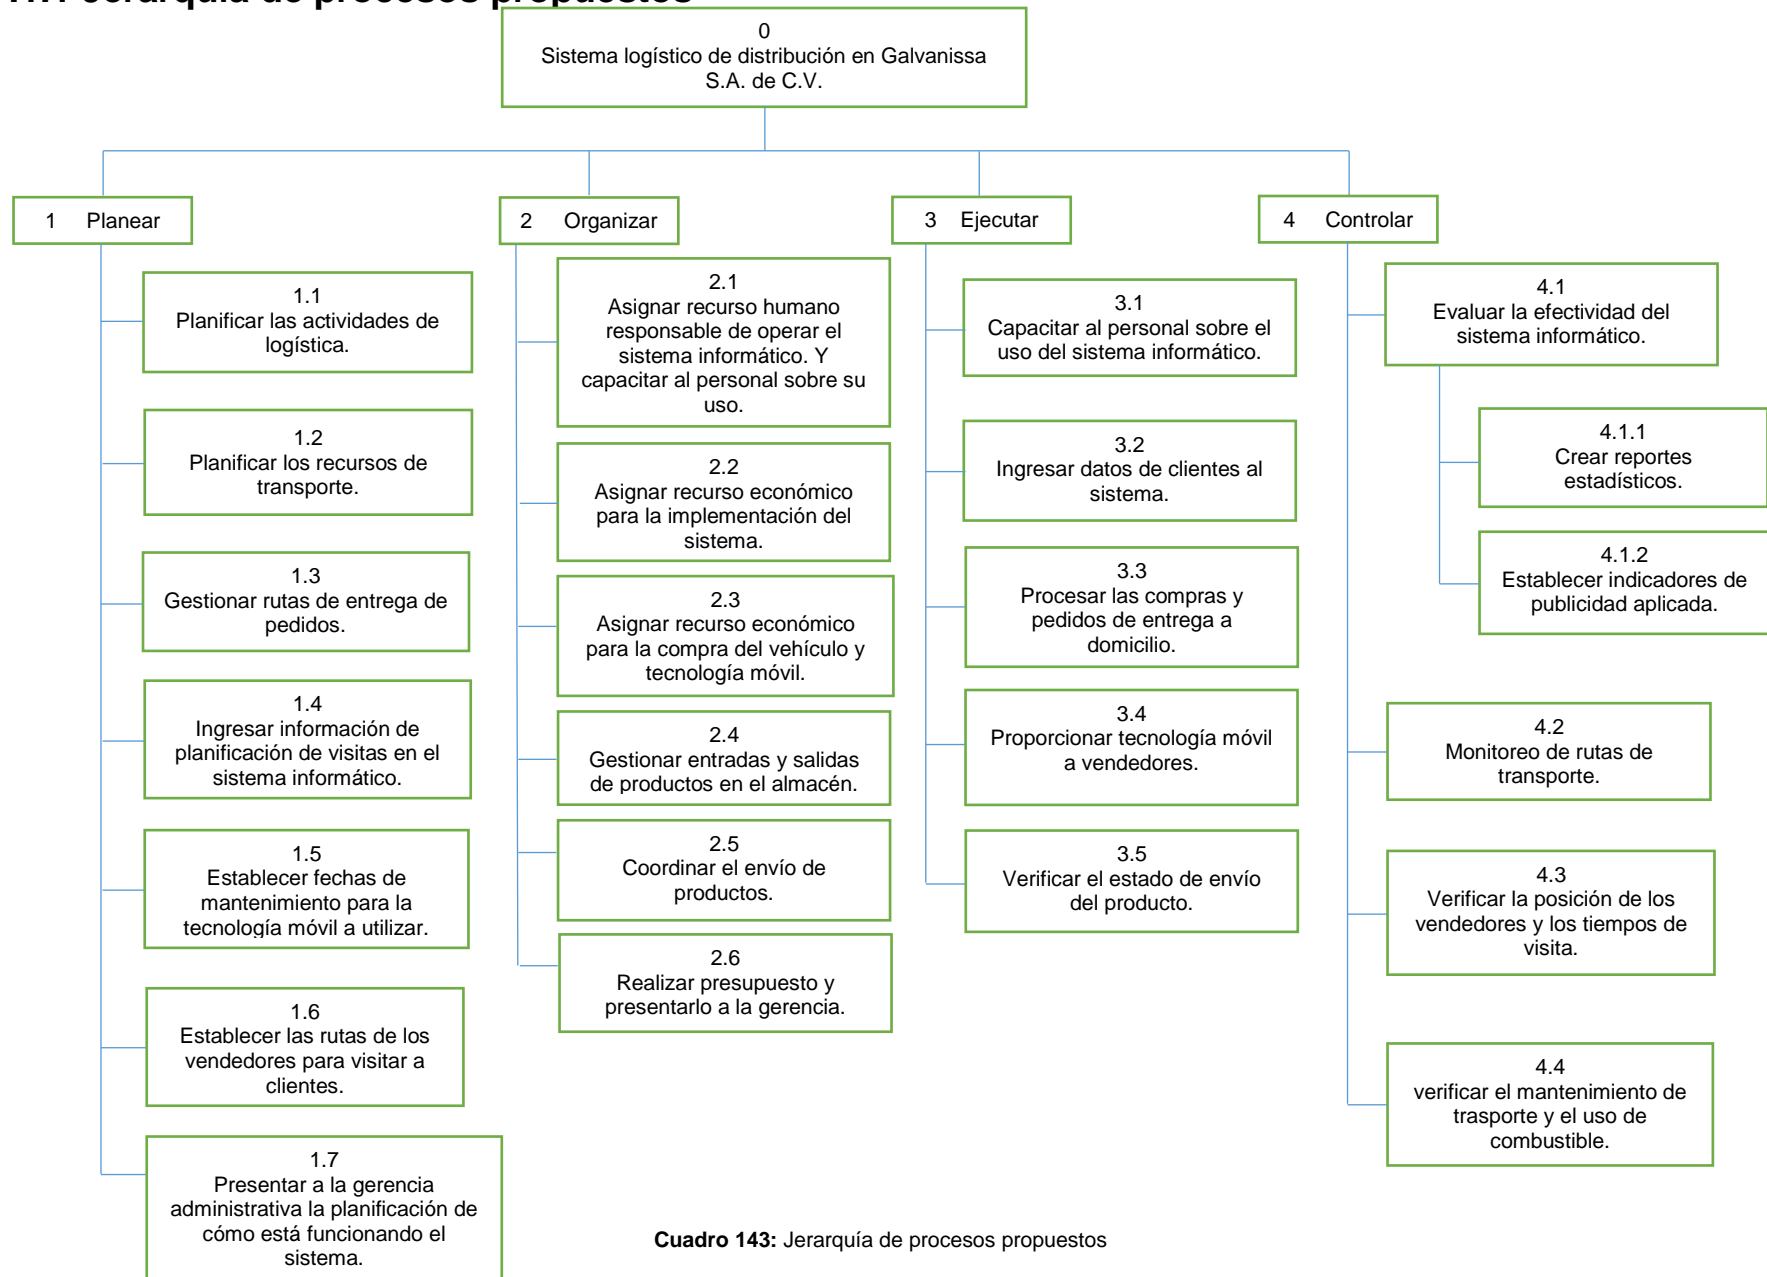 Jerarquía de procesos propuestos
0
Sistema logístico de distribución en Galvanissa
S.A. de C.V.
1 Planear
1.1
Planificar las actividades de
logística.
1.2
Planificar los recursos de
transporte.
1.3
Gestionar rutas de entrega de
pedidos.
1.4
Ingresar información de
planificación de visitas en el
sistema informático.
1.5
Establecer fechas de
mantenimiento para la
tecnología móvil a utilizar.
1.6
Establecer las rutas de los
vendedores para visitar a
clientes.
1.7
Presentar a la gerencia
administrativa la planificación de
cómo está funcionando el
sistema.
2 Organizar
2.1
Asignar recurso humano
responsable de operar el
sistema informático. Y
capacitar al personal sobre su
uso.
2.2
Asignar recurso económico
para la implementación del
sistema.
2.3
Asignar recurso económico
para la compra del vehículo y
tecnología móvil.
2.4
Gestionar entradas y salidas
de productos en el almacén.
2.5
Coordinar el envío de
productos.
2.6
Realizar presupuesto y
presentarlo a la gerencia.
3 Ejecutar
3.1
Capacitar al personal sobre el
uso del sistema informático.
3.2
Ingresar datos de clientes al
sistema.
3.3
Procesar las compras y
pedidos de entrega a
domicilio.
3.4
Proporcionar tecnología móvil
a vendedores.
3.5
Verificar el estado de envío
del producto.
4 Controlar
4.1
Evaluar la efectividad del
sistema informático.
4.1.1
Crear reportes
estadísticos.
4.1.2
Establecer indicadores de
publicidad aplicada.
4.2
Monitoreo de rutas de
transporte.
4.3
Verificar la posición de los
vendedores y los tiempos de
visita.
4.4
verificar el mantenimiento de
trasporte y el uso de
combustible.
Cuadro 143: Jerarquía de procesos propuestos